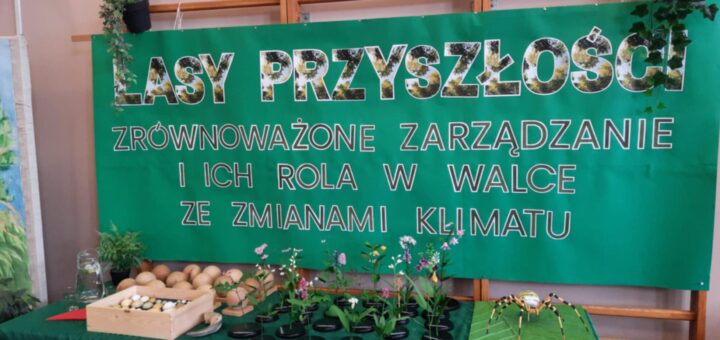 LASY PRZYSZŁOŚCI
ZRÓWNOWAŻONE ZARZĄDZANIE
I ICH ROLA W WALCE
ZE ZMIANAMI KLIMATU